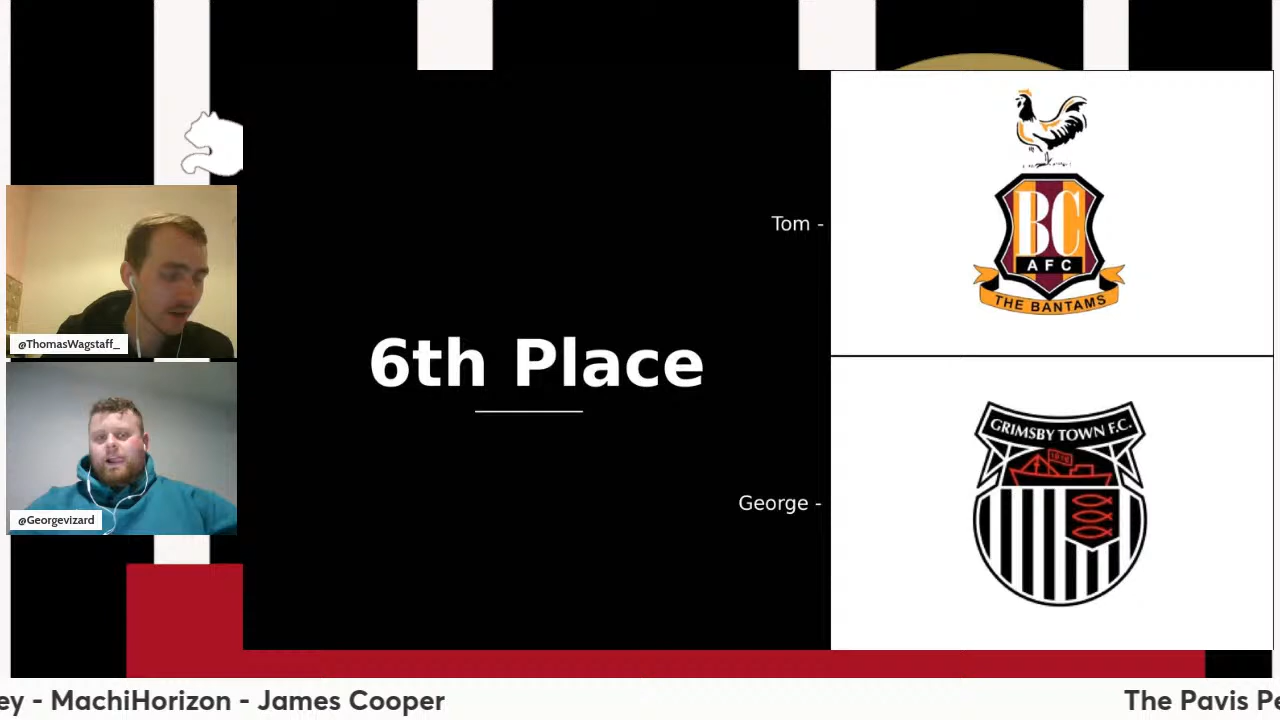 Tom -
BC
AFC
THE BANTAMS
@ThomasWagstaff_
6th Place
GRIMSBY TOWN F.C.
George -
@Georgevizard
ey - MachiHorizon - James Cooper
The Pavis Pe